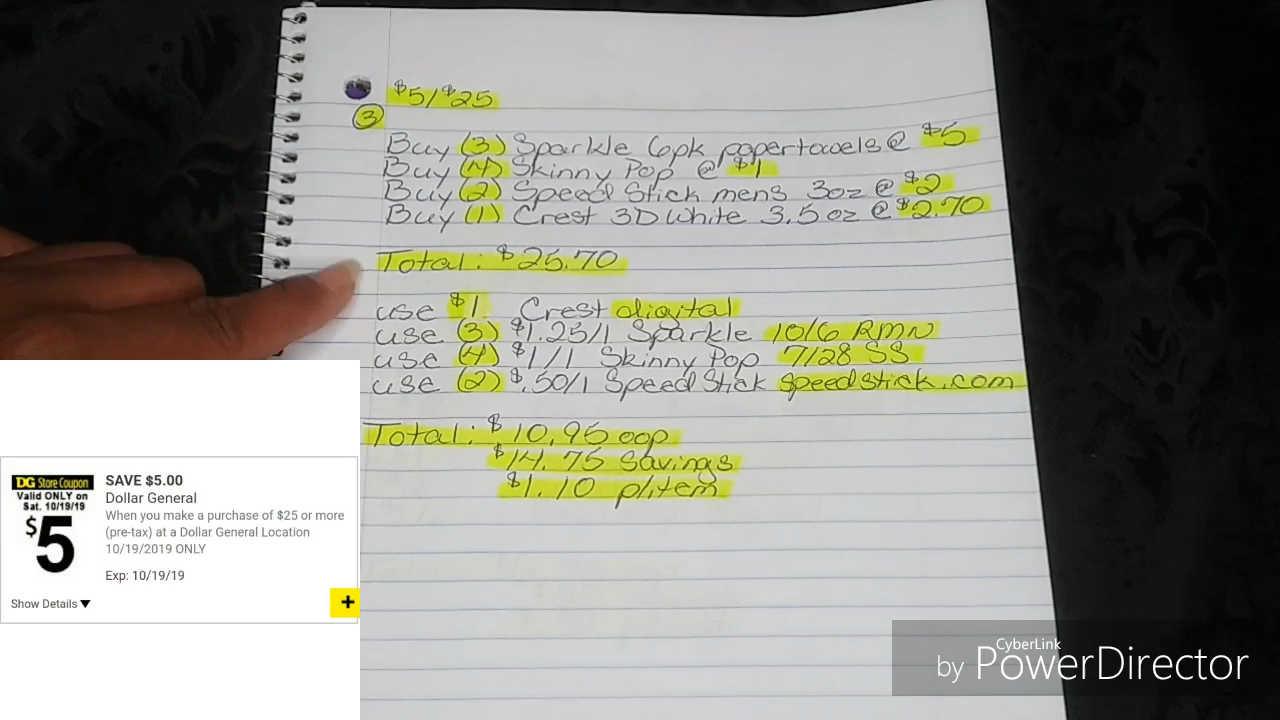 $5/$25
3
Buy (3) Sparkle 6pk papertowels @ $5
Buy (4) Skinny Pop @ $1
Buy (2) Speed Stick mens 3oz @ $2
Buy (1) Crest 3D White 3.5 oz @ $2.70
Total: $25.70
use $1 Crest digital
use (3) $1.25/1 Sparkle 10/6 RMN
use (4) $1/1 Skinny Pop 7/28 SS
use (2) $.50/1 Speed Stick speedstick.com
Total: $10.95 oop
$14.75 savings
$1.10 p/item
DG Store Coupon
Valid ONLY on
Sat. 10/19/19
$5
SAVE $5.00
Dollar General
When you make a purchase of $25 or more
(pre-tax) at a Dollar General Location
10/19/2019 ONLY
Exp: 10/19/19
Show Details
+
by CyberLink PowerDirector